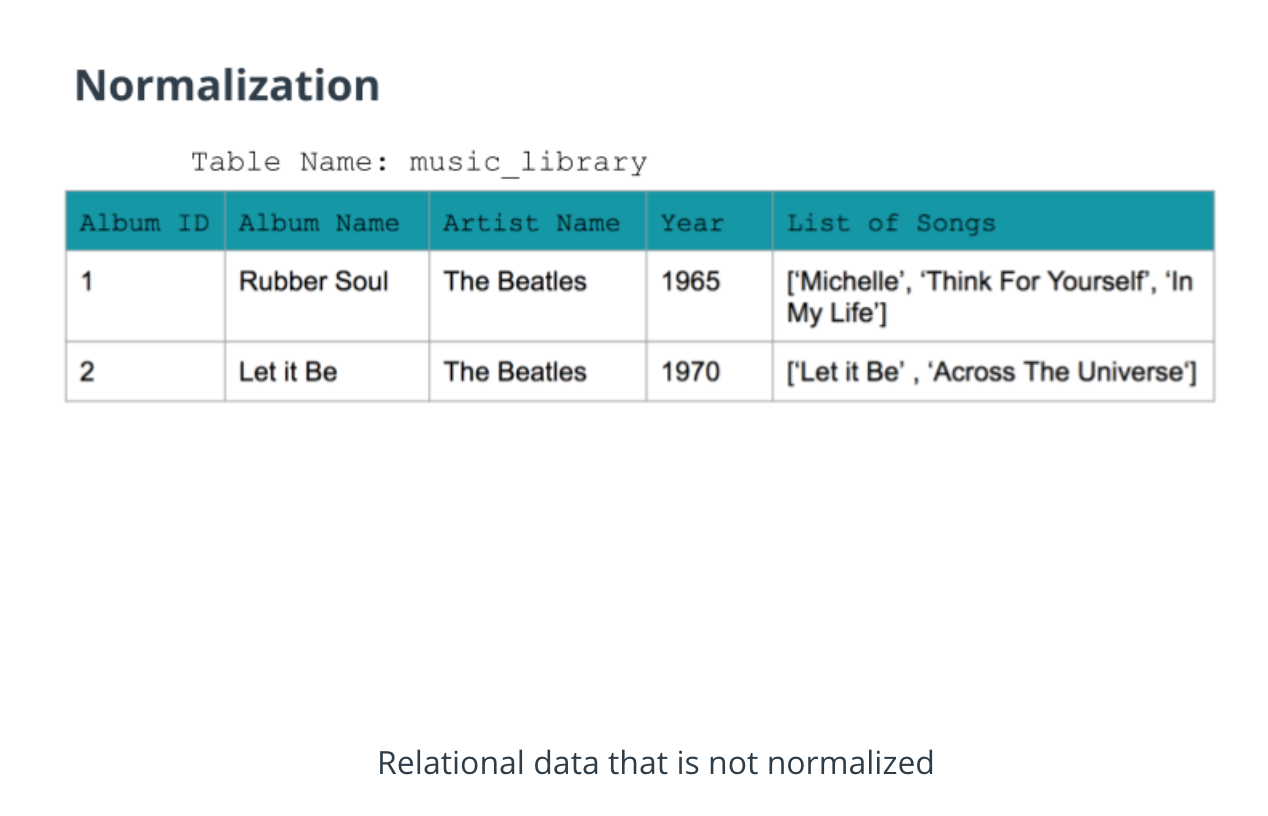 Normalization
Table Name: music_library
Album ID Album Name Artist Name Year List of Songs
1 Rubber Soul The Beatles 1965 [‘Michelle’, ‘Think For Yourself’, ‘In
My Life’]
2 Let it Be The Beatles 1970 [‘Let it Be’ , ‘Across The Universe‘]
Relational data that is not normalized